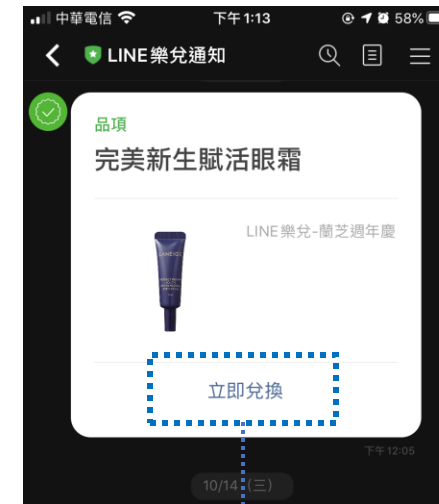 中華電信 下午1:13 58%
LINE樂兌通知
品項
完美新生賦活眼霜
LINE樂兌-蘭芝週年慶
LANEIGE
立即兌換
下午12:05
10/14 (三)